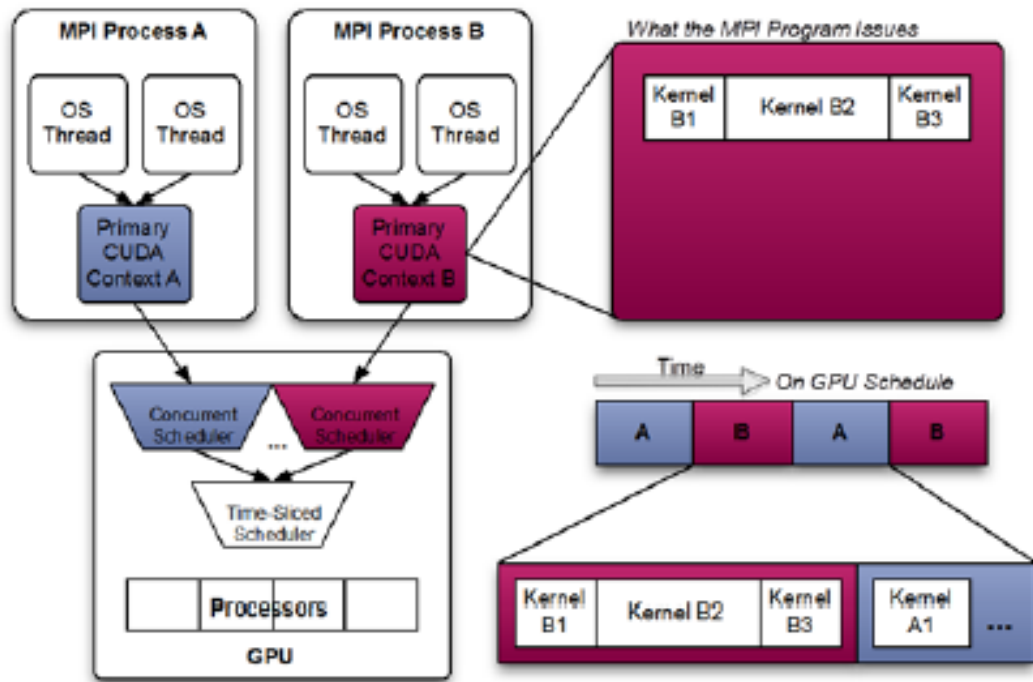 MPI Process A
OS
Thread
OS
Thread
Primary
CUDA
Context A
MPI Process B
OS
Thread
OS
Thread
Primary
CUDA
Context B
What the MPI Program Issues
Kernel
B1
Kernel B2
Kernel
B3
Concurrent
Scheduler
...
Concurrent
Scheduler
Time-Sliced
Scheduler
Processors
GPU
Time
On GPU Schedule
A
B
A
B
Kernel
B1
Kernel B2
Kernel
B3
Kernel
A1
...